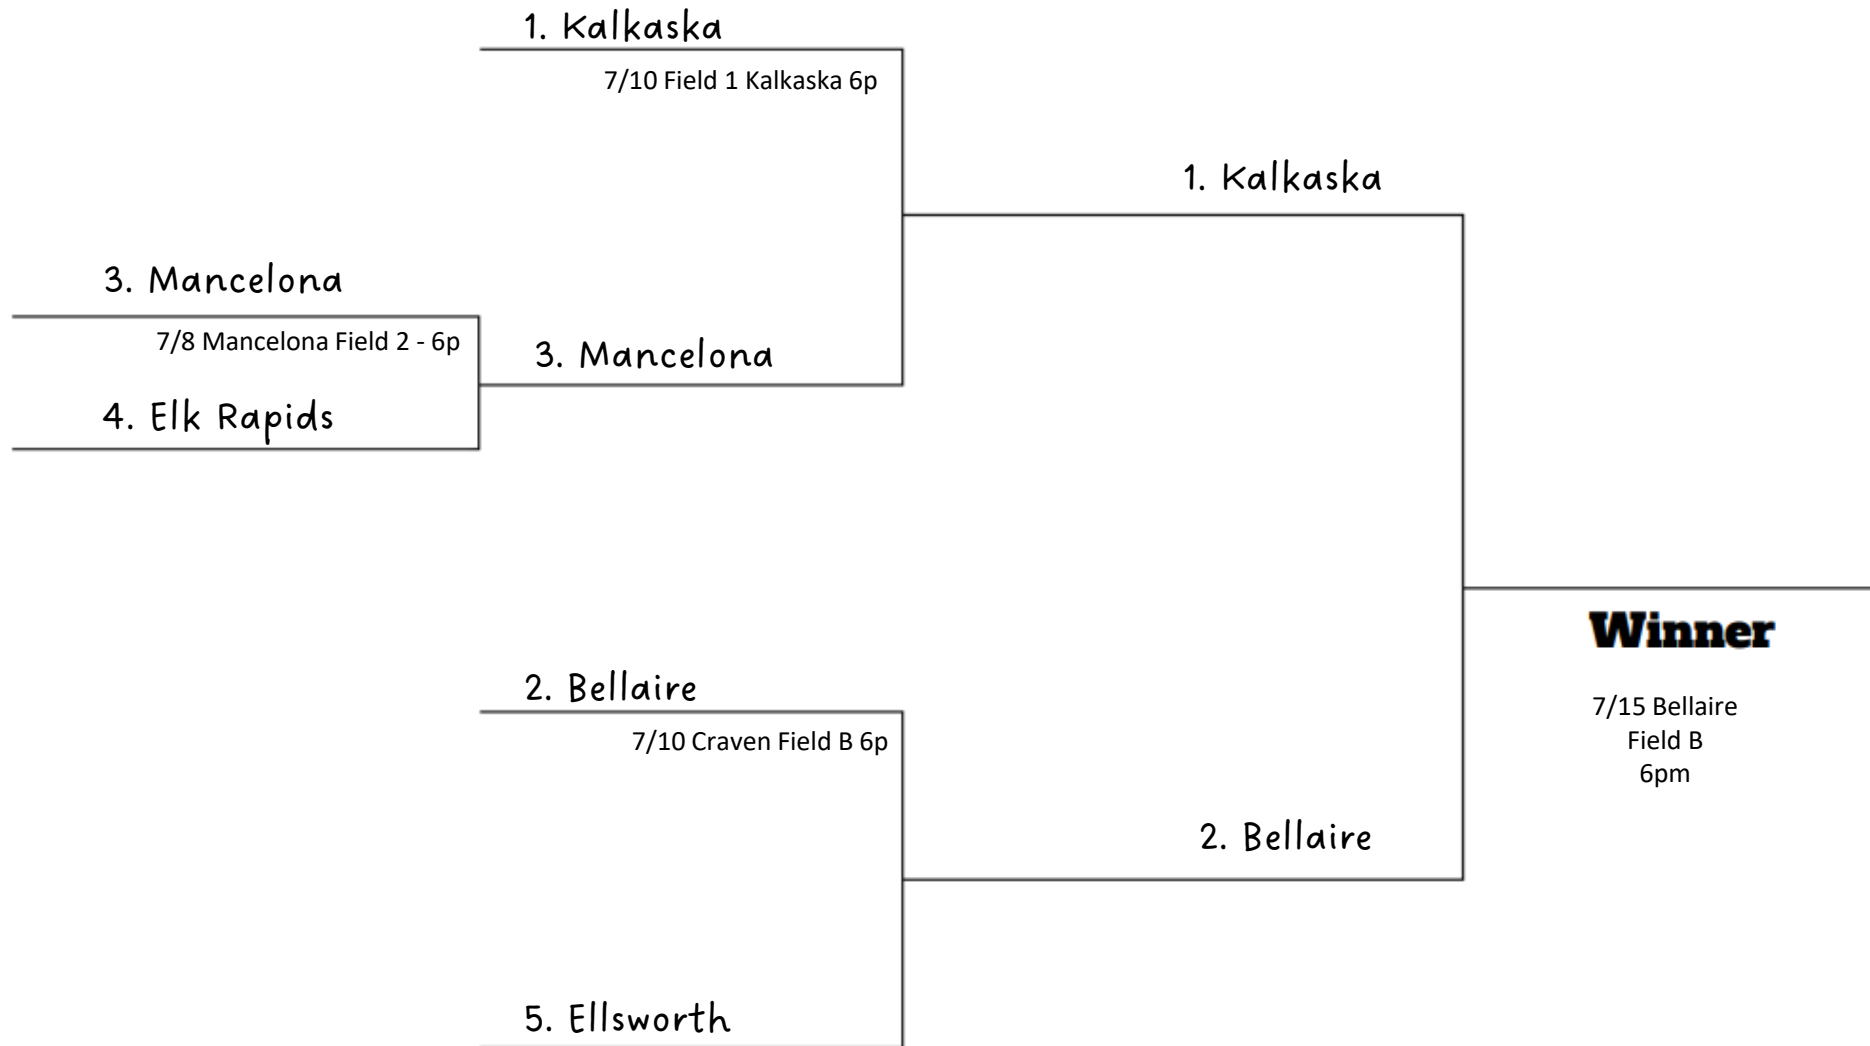 1. Kalkaska
7/10 Field 1 Kalkaska 6p
1. Kalkaska
3. Mancelona
7/8 Mancelona Field 2 - 6p
3. Mancelona
4. Elk Rapids
Winner
2. Bellaire
7/10 Craven Field B 6p
7/15 Bellaire
Field B
6pm
2. Bellaire
5. Ellsworth